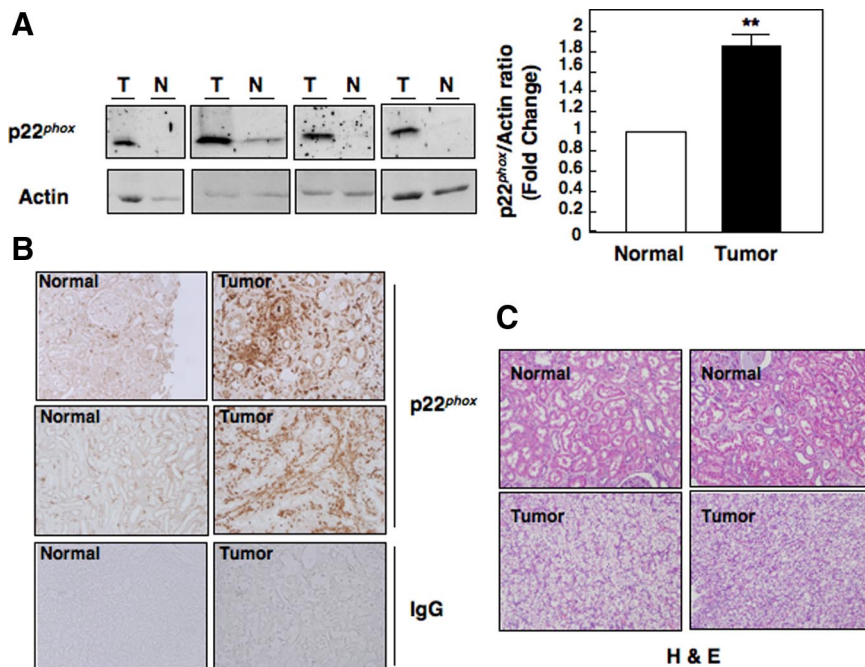 A
T N T N T N T N
p22phox
Actin
p22phox/Actin ratio
(Fold Change)
2
1.8
1.6
1.4
1.2
1
0.8
0.6
0.4
0.2
0
**
Normal Tumor
B
Normal Tumor
Normal Tumor
p22phox
Normal Tumor
IgG
C
Normal Normal
Tumor Tumor
H & E